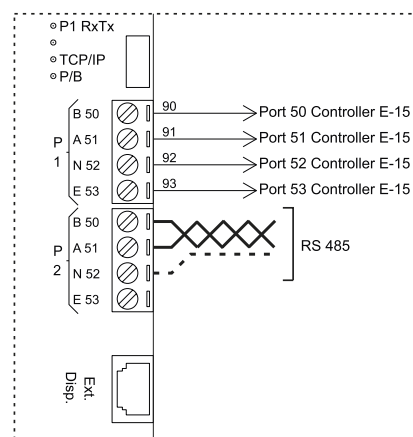 P1 RxTx
TCP/IP
P/B
P 1
B 50
A 51
N 52
E 53
90
91
92
93
Port 50 Controller E-15
Port 51 Controller E-15
Port 52 Controller E-15
Port 53 Controller E-15
P 2
B 50
A 51
N 52
E 53
RS 485
Ext.
Disp.